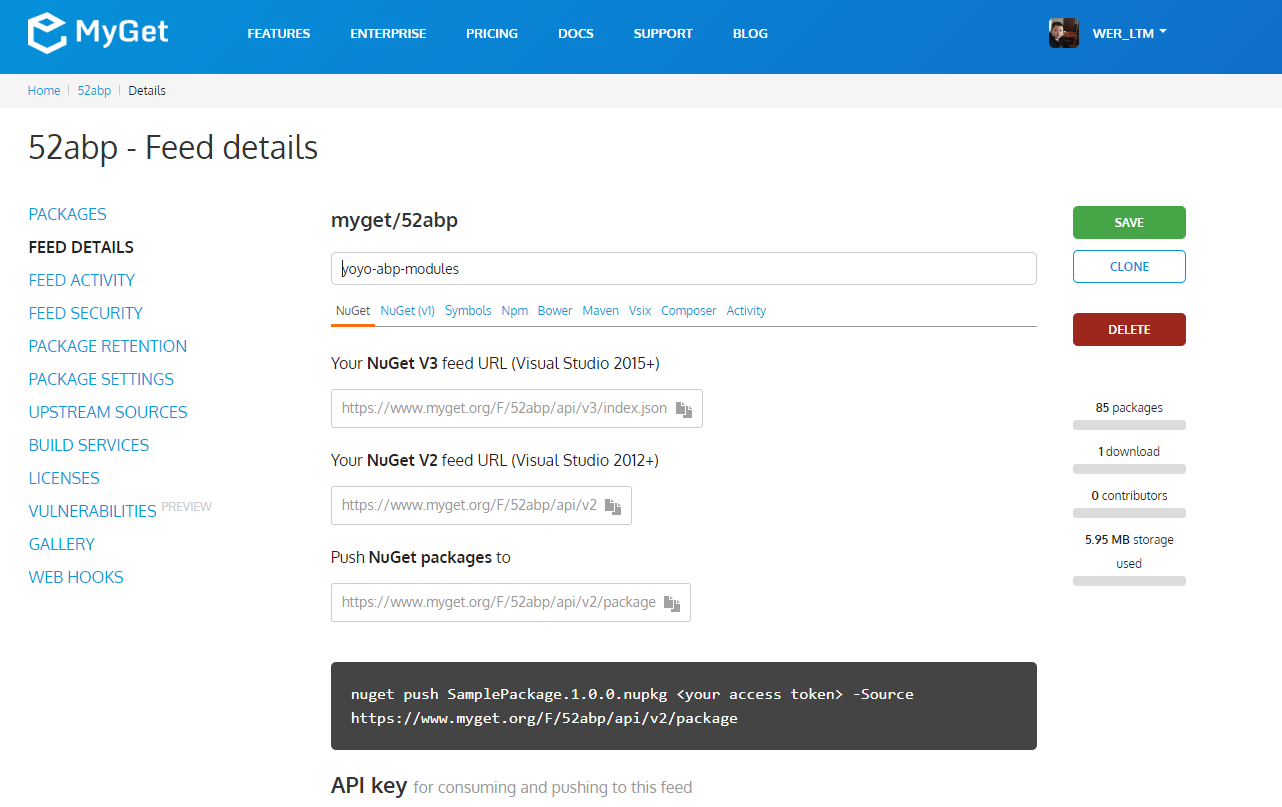 MyGet
FEATURES ENTERPRISE PRICING DOCS SUPPORT BLOG WER_LTM
Home 52abp Details
52abp - Feed details
PACKAGES
FEED DETAILS
FEED ACTIVITY
FEED SECURITY
PACKAGE RETENTION
PACKAGE SETTINGS
UPSTREAM SOURCES
BUILD SERVICES
LICENSES
VULNERABILITIES PREVIEW
GALLERY
WEB HOOKS
myget/52abp
yoyo-abp-modules
NuGet NuGet (v1) Symbols Npm Bower Maven Vsix Composer Activity
Your NuGet V3 feed URL (Visual Studio 2015+)
https://www.myget.org/F/52abp/api/v3/index.json
Your NuGet V2 feed URL (Visual Studio 2012+)
https://www.myget.org/F/52abp/api/v2
Push NuGet packages to
https://www.myget.org/F/52abp/api/v2/package
nuget push SamplePackage.1.0.0.nupkg <your access token> -Source
https://www.myget.org/F/52abp/api/v2/package
API key for consuming and pushing to this feed
SAVE
CLONE
DELETE
85 packages
1 download
0 contributors
5.95 MB storage
used